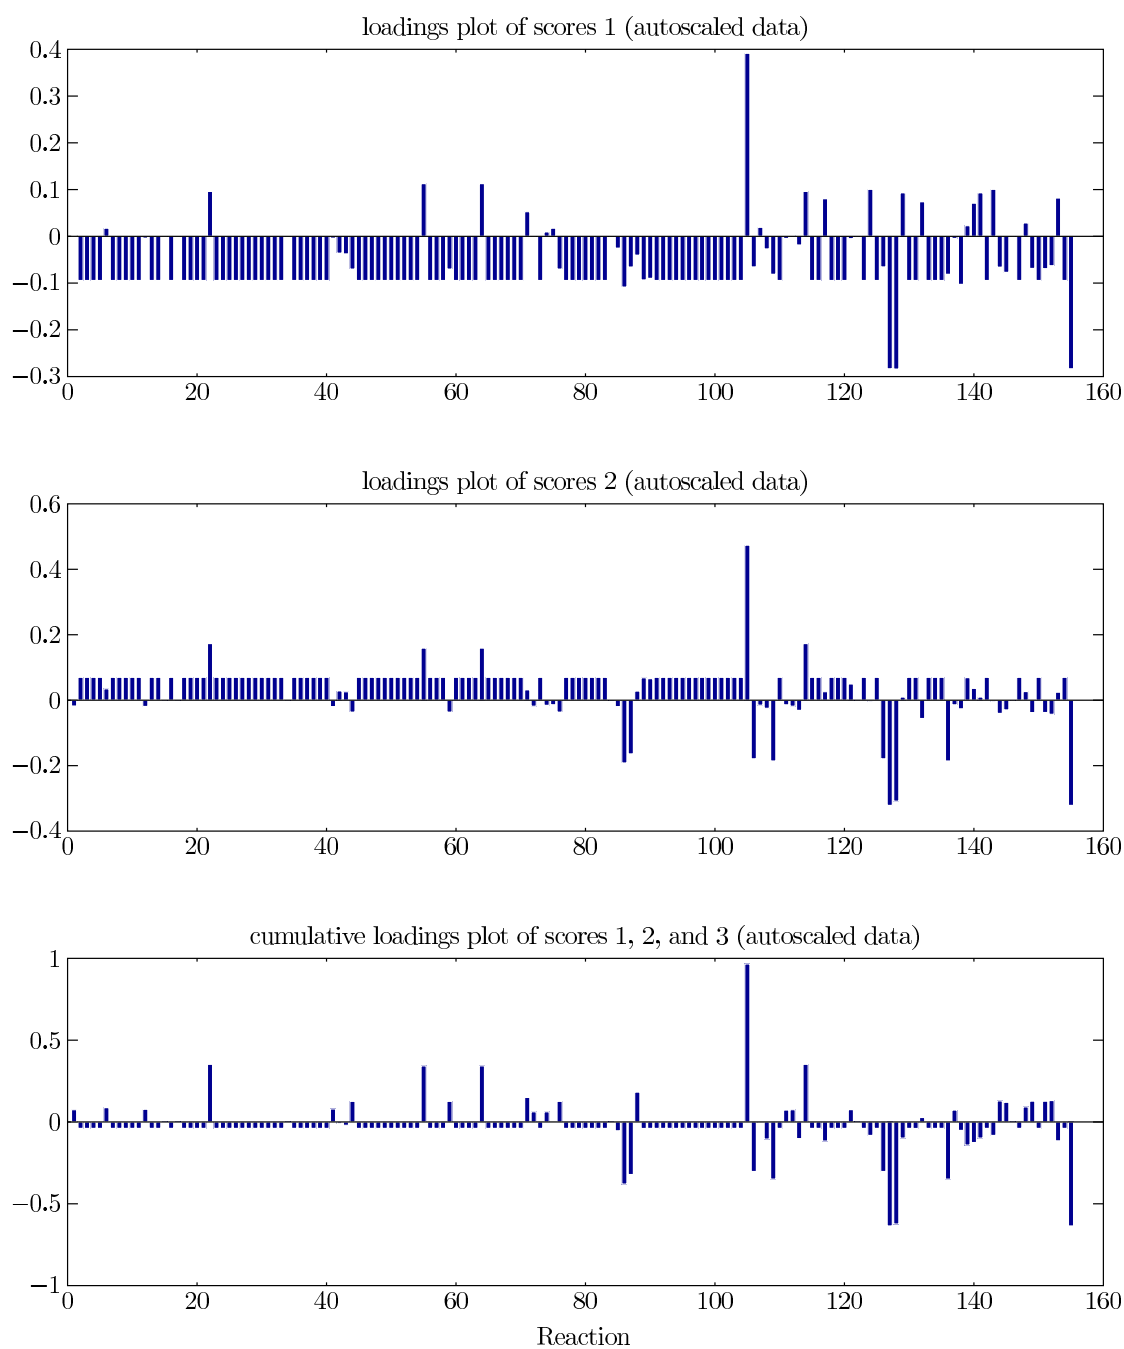 loadings plot of scores 1 (autoscaled data)
0.4
0.3
0.2
0.1
0
−0.1
−0.2
−0.3
0 20 40 60 80 100 120 140 160
loadings plot of scores 2 (autoscaled data)
0.6
0.4
0.2
0
−0.2
−0.4
0 20 40 60 80 100 120 140 160
cumulative loadings plot of scores 1, 2, and 3 (autoscaled data)
1
0.5
0
−0.5
−1
0 20 40 60 80 100 120 140 160
Reaction